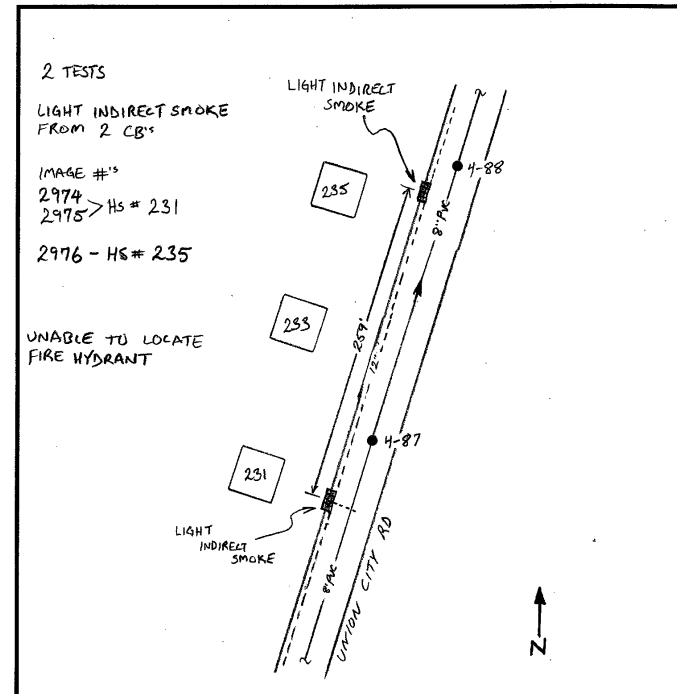 2 TESTS
LIGHT INDIRECT SMOKE
FROM 2 CB's
IMAGE #'s
2974
2975 > HS # 231
2976 - HS # 235
UNABLE TO LOCATE
FIRE HYDRANT
LIGHT INDIRECT
SMOKE
235
4-88
8" PVC
233
259'
12"
4-87
231
LIGHT
INDIRECT
SMOKE
8" PVC
UNION CITY RD
N